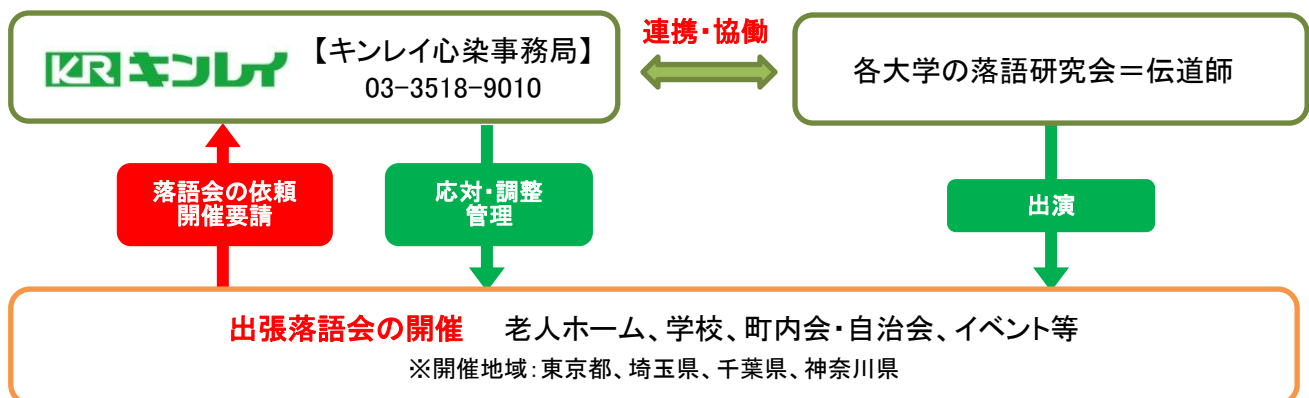 KR キンレイ
【キンレイ心染事務局】
03-3518-9010
連携・協働
各大学の落語研究会＝伝道師
落語会の依頼
開催要請
応対・調整
管理
出演
出張落語会の開催 老人ホーム、学校、町内会・自治会、イベント等
※開催地域：東京都、埼玉県、千葉県、神奈川県